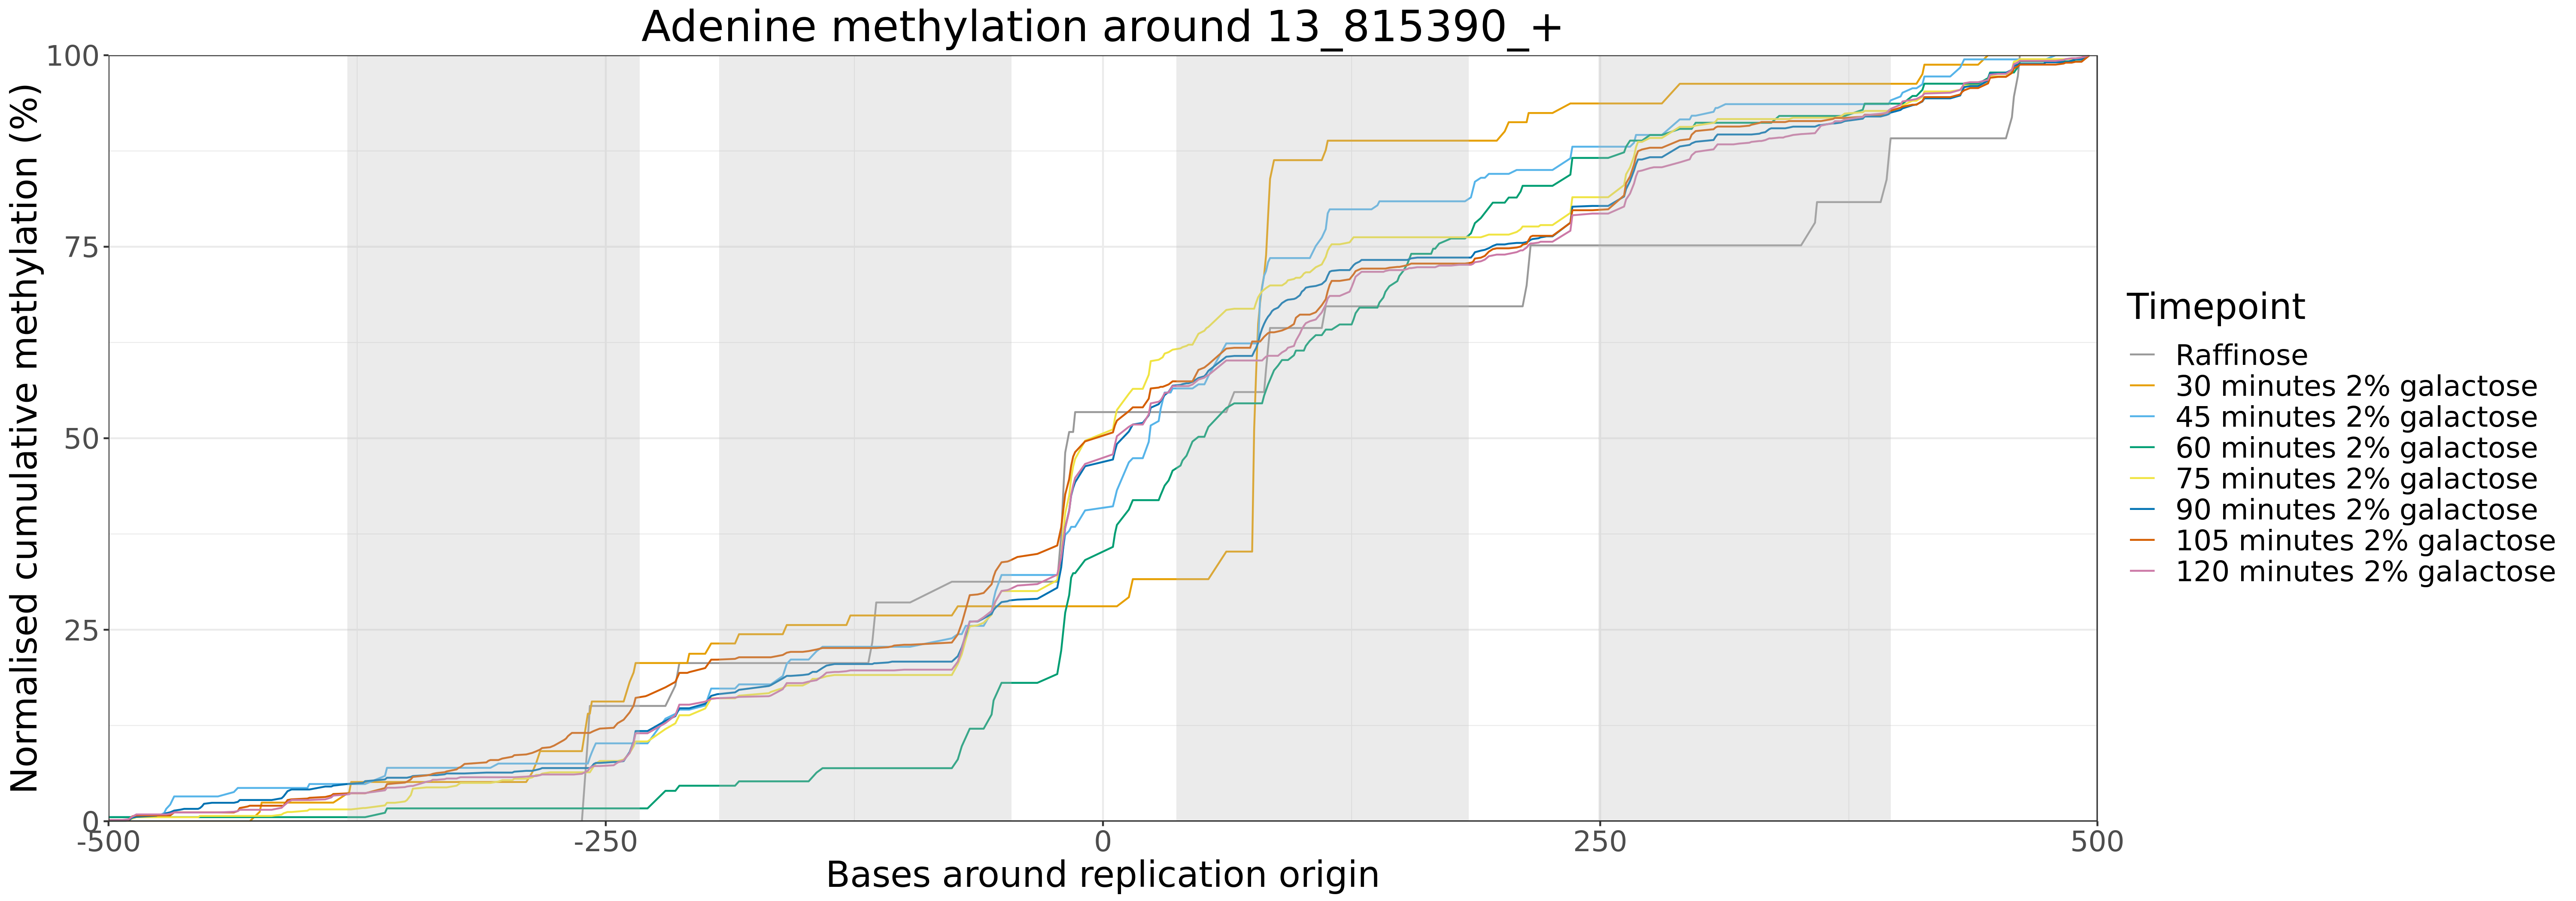 Adenine methylation around 13_815390_+
Normalised cumulative methylation (%)
100
75
50
25
0
-500
-250
0
250
500
Bases around replication origin
Timepoint
Raffinose
30 minutes 2% galactose
45 minutes 2% galactose
60 minutes 2% galactose
75 minutes 2% galactose
90 minutes 2% galactose
105 minutes 2% galactose
120 minutes 2% galactose